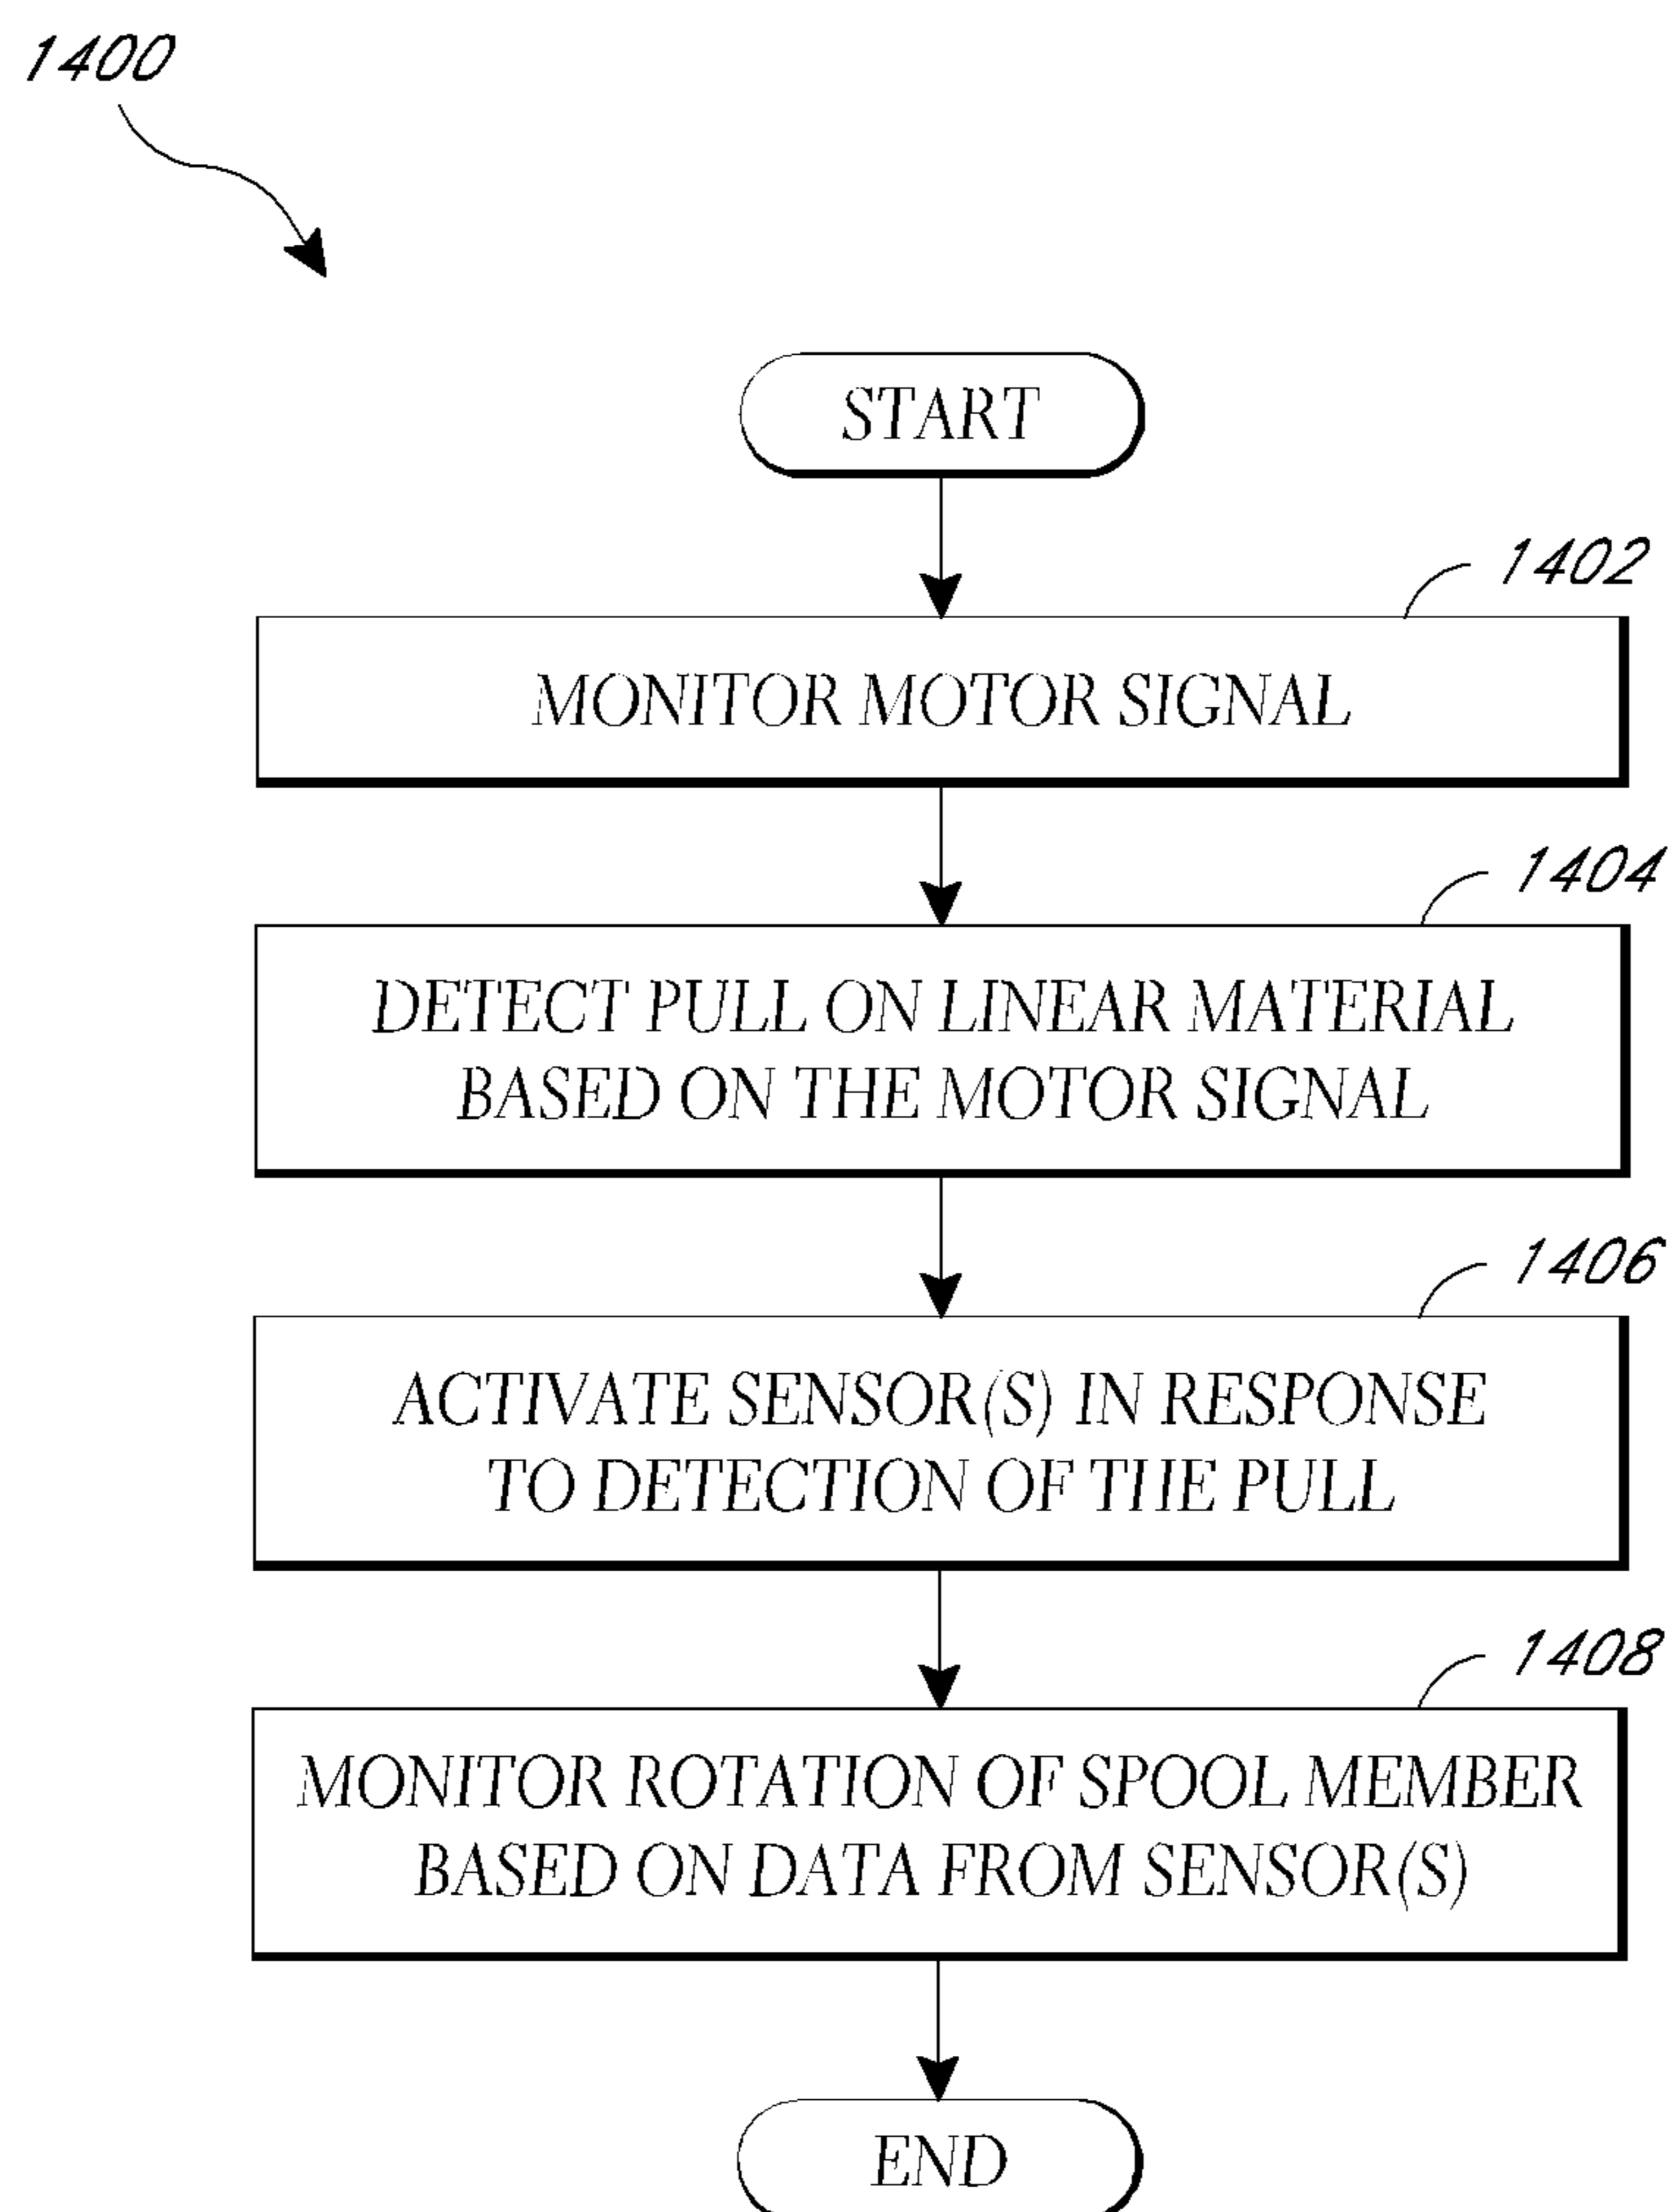 1400
START
1402
MONITOR MOTOR SIGNAL
1404
DETECT PULL ON LINEAR MATERIAL
BASED ON THE MOTOR SIGNAL
1406
ACTIVATE SENSOR(S) IN RESPONSE
TO DETECTION OF THE PULL
1408
MONITOR ROTATION OF SPOOL MEMBER
BASED ON DATA FROM SENSOR(S)
END